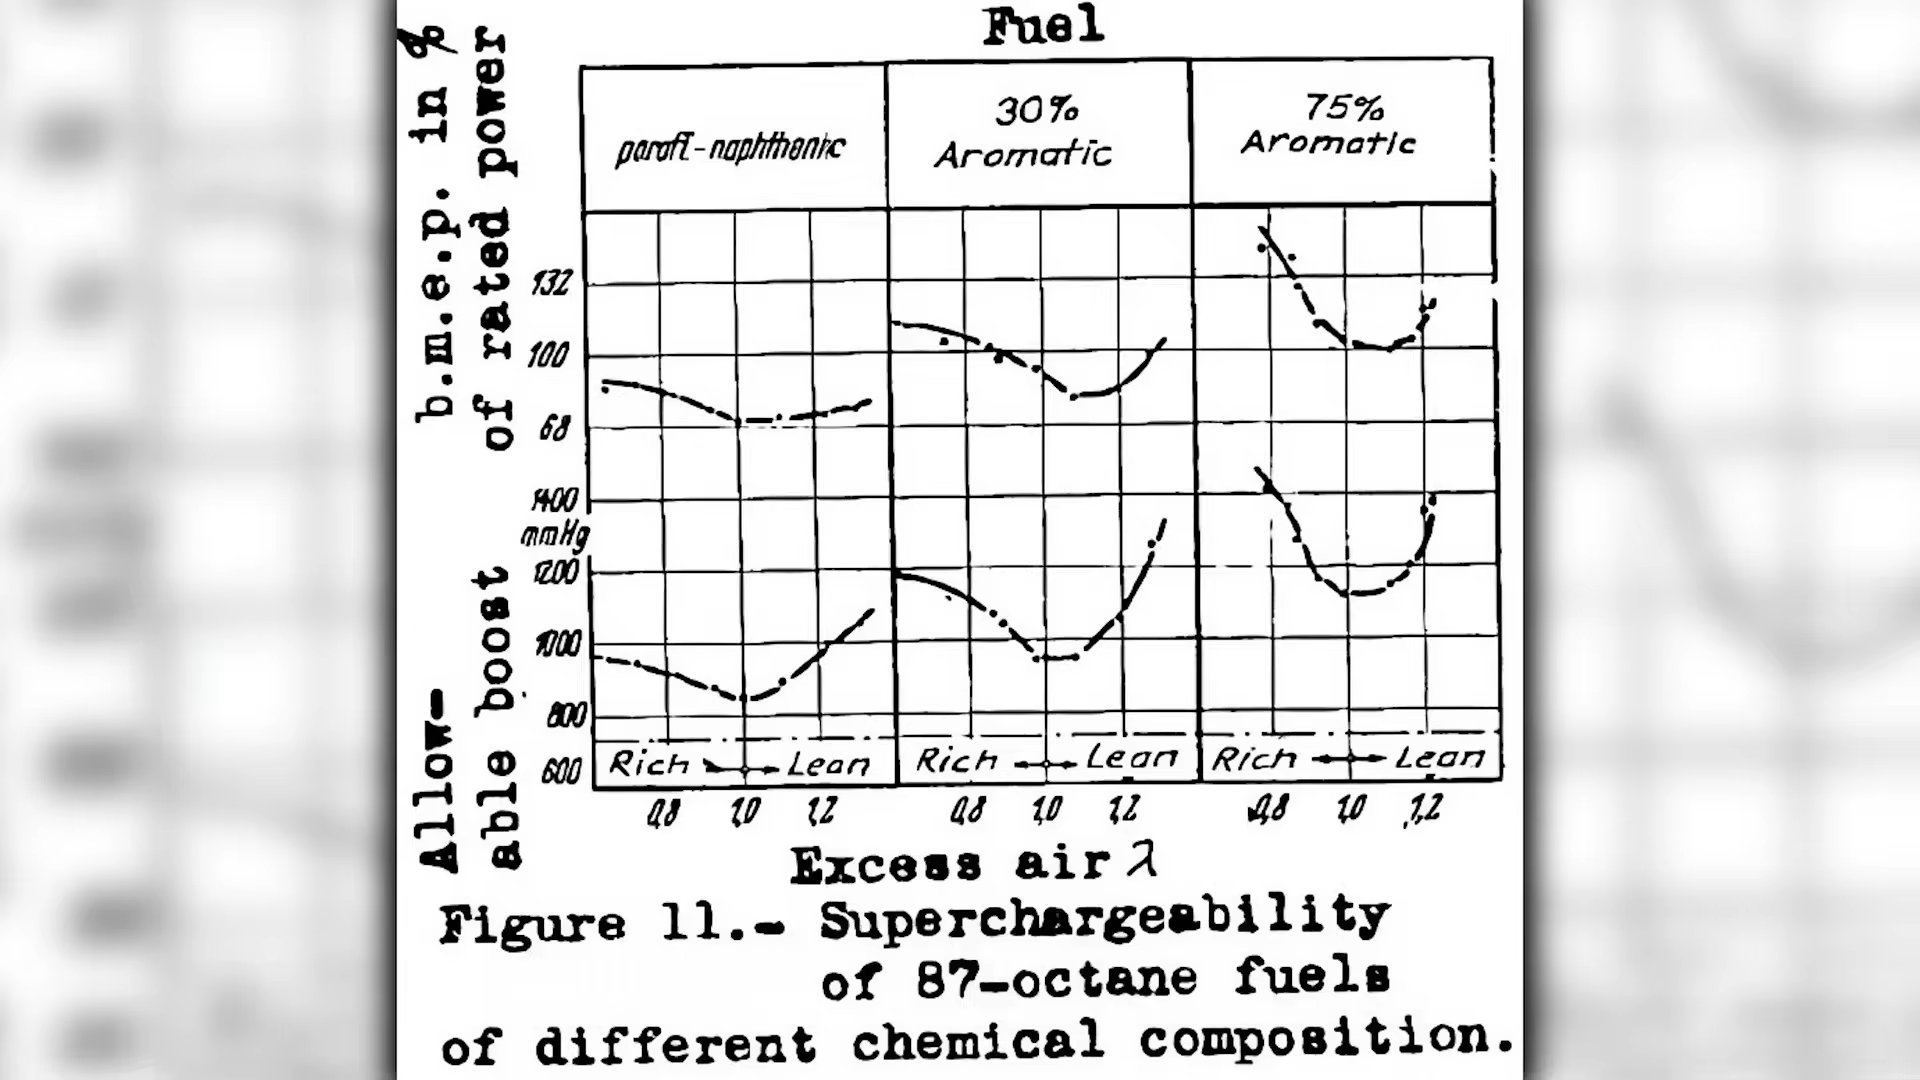 Fuel
paraff-naphthenic
30%
Aromatic
75%
Aromatic
b.m.e.p. in %
of rated power
132
100
68
Allow-
able boost
1400
mmHg
1200
1000
800
600
Rich Lean
Rich Lean
Rich Lean
0,8 1,0 1,2
0,8 1,0 1,2
0,8 1,0 1,2
Excess air λ
Figure 11.- Superchargeability
of 87-octane fuels
of different chemical composition.